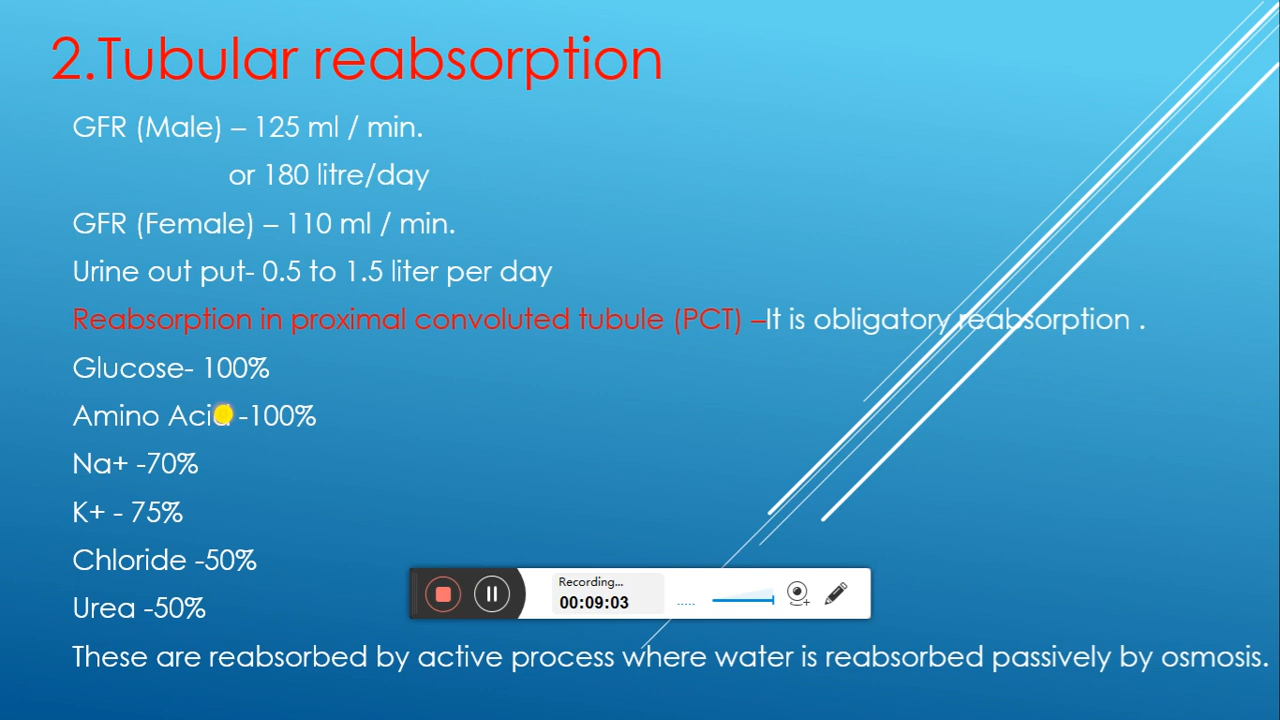 2.Tubular reabsorption
GFR (Male) – 125 ml / min.
or 180 litre/day
GFR (Female) – 110 ml / min.
Urine out put- 0.5 to 1.5 liter per day
Reabsorption in proximal convoluted tubule (PCT) –It is obligatory reabsorption .
Glucose- 100%
Amino Acid -100%
Na+ -70%
K+ - 75%
Chloride -50%
Recording...
00:09:03
Urea -50%
These are reabsorbed by active process where water is reabsorbed passively by osmosis.